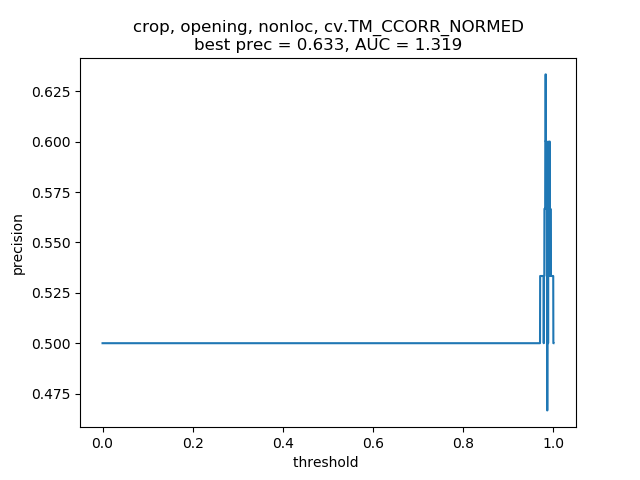 crop, opening, nonloc, cv.TM_CCORR_NORMED
best prec = 0.633, AUC = 1.319
0.625
0.600
0.575
0.550
0.525
0.500
0.475
precision
0.0 0.2 0.4 0.6 0.8 1.0
threshold